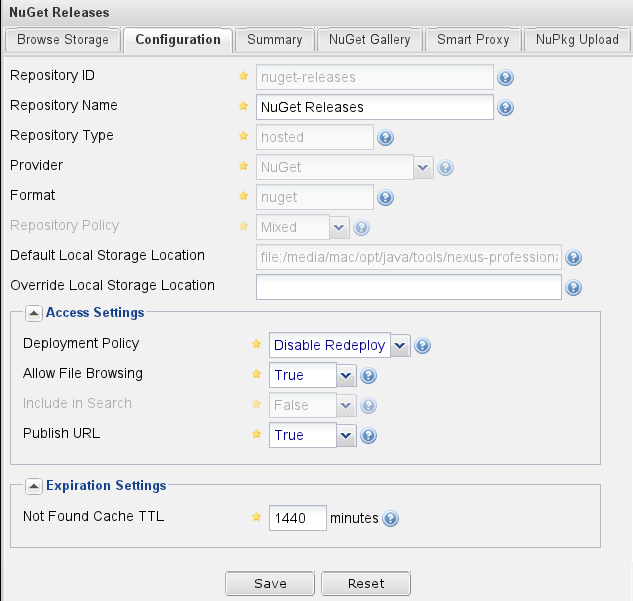 NuGet Releases
Browse Storage Configuration Summary NuGet Gallery Smart Proxy NuPkg Upload
Repository ID nuget-releases
Repository Name NuGet Releases
Repository Type hosted
Provider NuGet
Format nuget
Repository Policy Mixed
Default Local Storage Location file:/media/mac/opt/java/tools/nexus-professiona
Override Local Storage Location
Access Settings
Deployment Policy Disable Redeploy
Allow File Browsing True
Include in Search False
Publish URL True
Expiration Settings
Not Found Cache TTL 1440 minutes
Save Reset